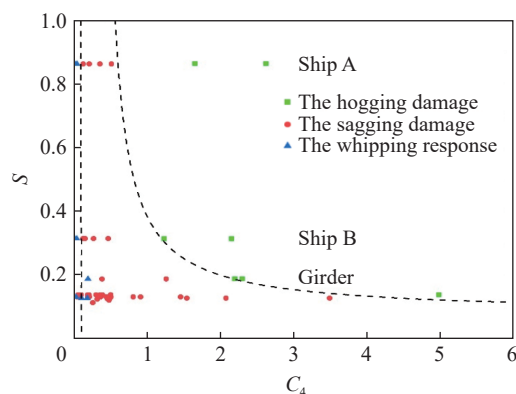 1.0
Ship A
0.8
The hogging damage
The sagging damage
The whipping response
0.6
S
0.4
Ship B
Girder
0.2
0 1 2 3 4 5 6
C₄